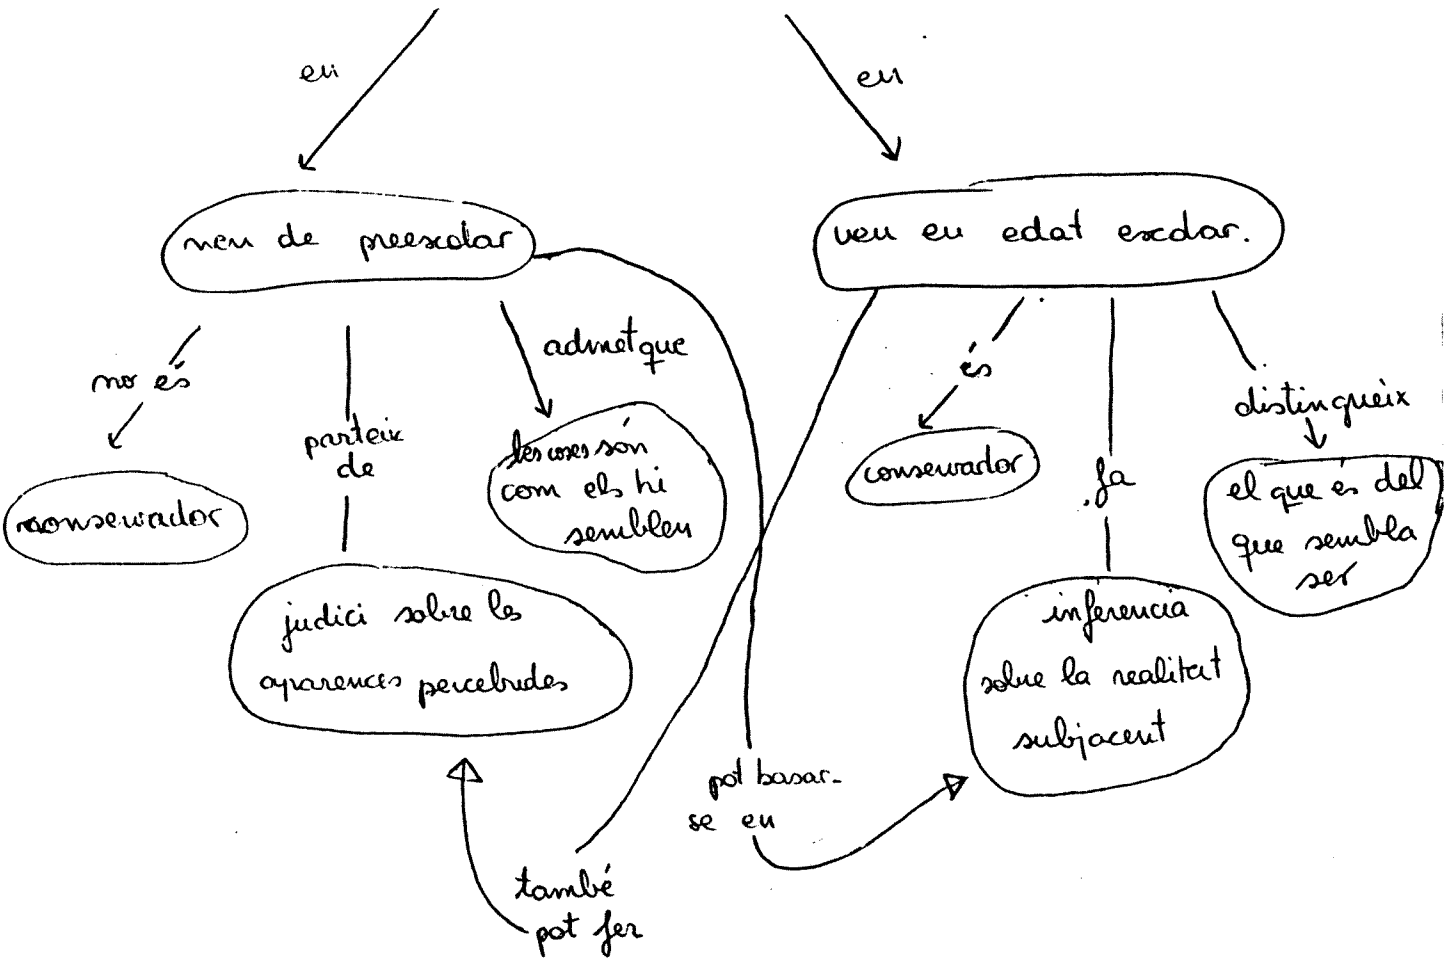 en
en
nen de preescolar
nen en edat escolar.
no és
admet que
és
distingueix
parteix
de
les coses són
com els hi
semblen
conservador
conservador
fa
el que és del
que sembla
ser
judici sobre les
aparences percebudes
inferencia
sobre la realitat
subjacent
pot basar-
se en
també
pot fer